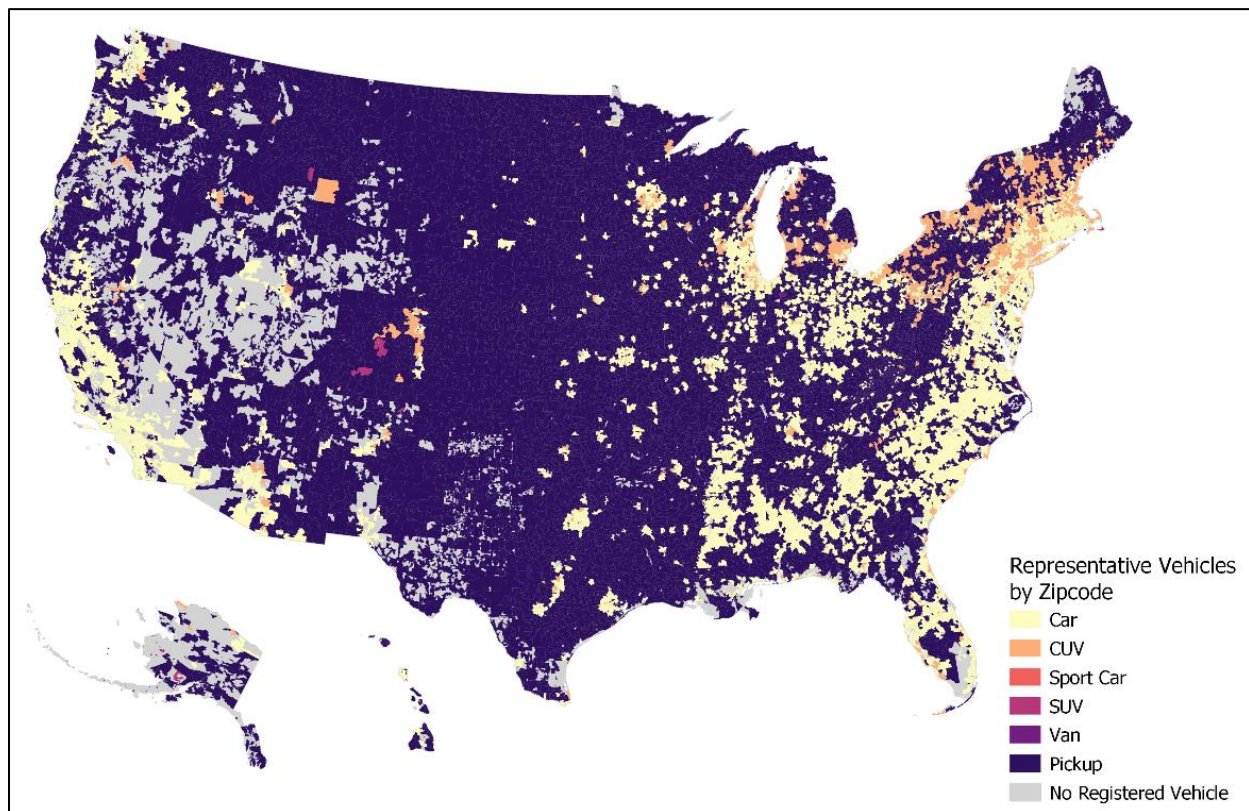 Representative Vehicles
by Zipcode
Car
CUV
Sport Car
SUV
Van
Pickup
No Registered Vehicle